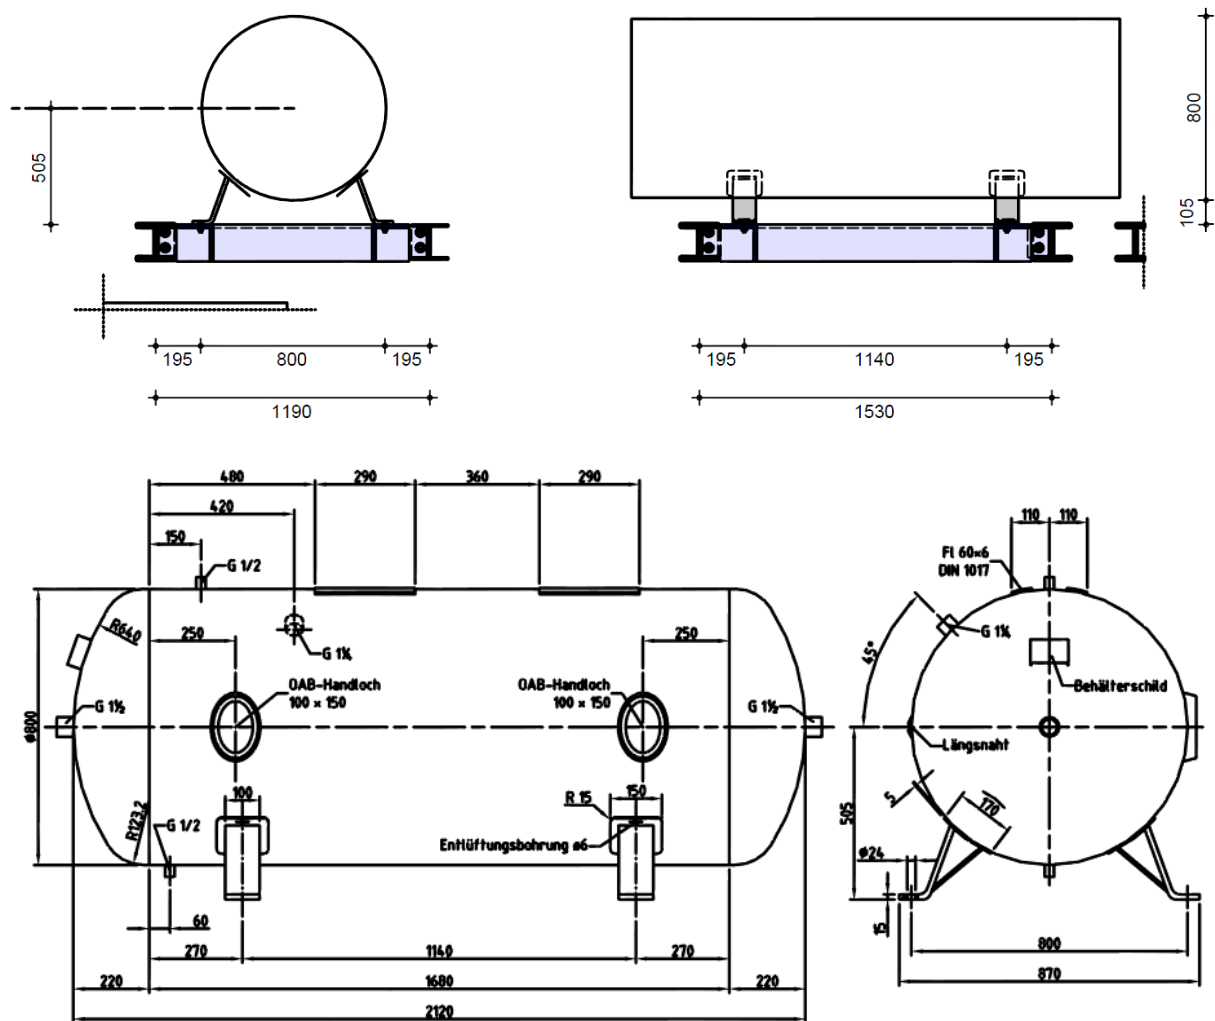 505
800
105
195
800
195
1190
195
1140
195
1530
480
290
360
290
420
150
G 1/2
R640
250
250
G 1¼
OAB-Handloch
100 × 150
OAB-Handloch
100 × 150
G 1½
G 1½
ø800
100
150
R 15
R123,2
G 1/2
Entlüftungsbohrung ø6
60
270
1140
270
220
1680
220
2120
110
110
Fl 60×6
DIN 1017
G 1¼
45°
Behälterschild
Längsnaht
505
5
170
ø24
15
800
870